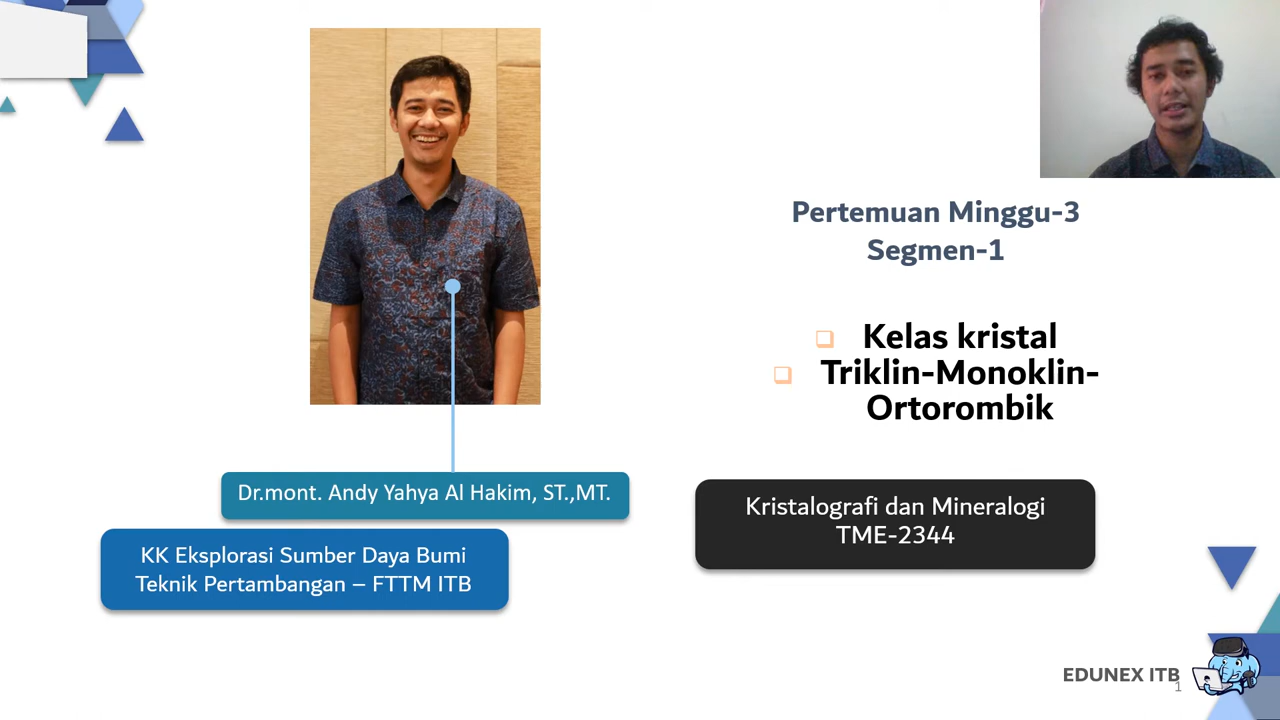 Pertemuan Minggu-3
Segmen-1
Kelas kristal
Triklin-Monoklin-
Ortorombik
Dr.mont. Andy Yahya Al Hakim, ST.,MT.
KK Eksplorasi Sumber Daya Bumi
Teknik Pertambangan – FTTM ITB
Kristalografi dan Mineralogi
TME-2344
EDUNEX ITB
1